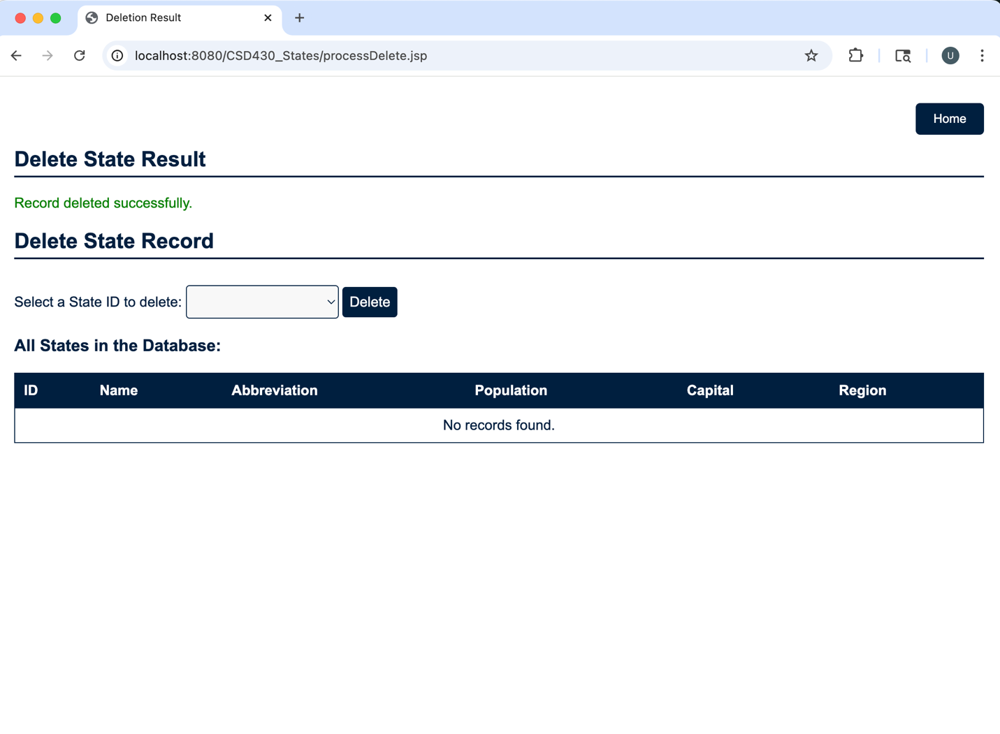 Deletion Result
localhost:8080/CSD430_States/processDelete.jsp
U
Home
Delete State Result
Record deleted successfully.
Delete State Record
Select a State ID to delete: Delete
All States in the Database:
ID Name Abbreviation Population Capital Region
No records found.